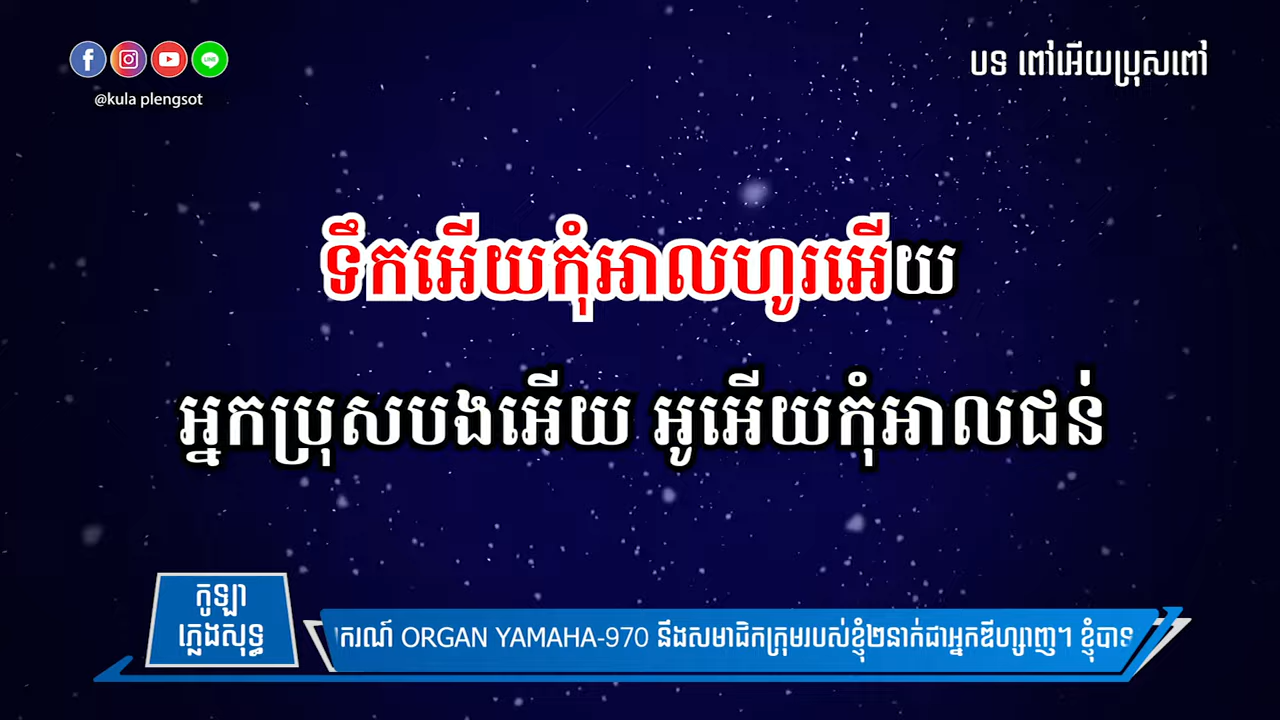 @kula plengsot
បទ ពៅអើយប្រុសពៅ
ទឹកអើយកុំអាលហូរអើយ
អ្នកប្រុសបងអើយ អូអើយកុំអាលជន់
កូឡា
ភ្លេងសុទ្ធ
ករណ៍ ORGAN YAMAHA-970 នឹងសមាជិកក្រុមរបស់ខ្ញុំ២នាក់ជាអ្នកឌីហ្សាញ។ ខ្ញុំបាន